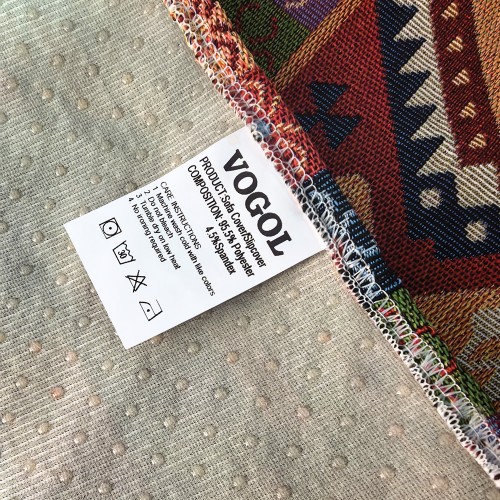 VOGOL
PRODUCT:Sofa Cover/Slipcover
COMPOSITION: 95.5% Polyester
4.5%Spandex
CARE INSTRUCTIONS:
1. Machine wash cold with like colors
2. Do not bleach
3. Tumble dry on low heat
4. No ironing required
30